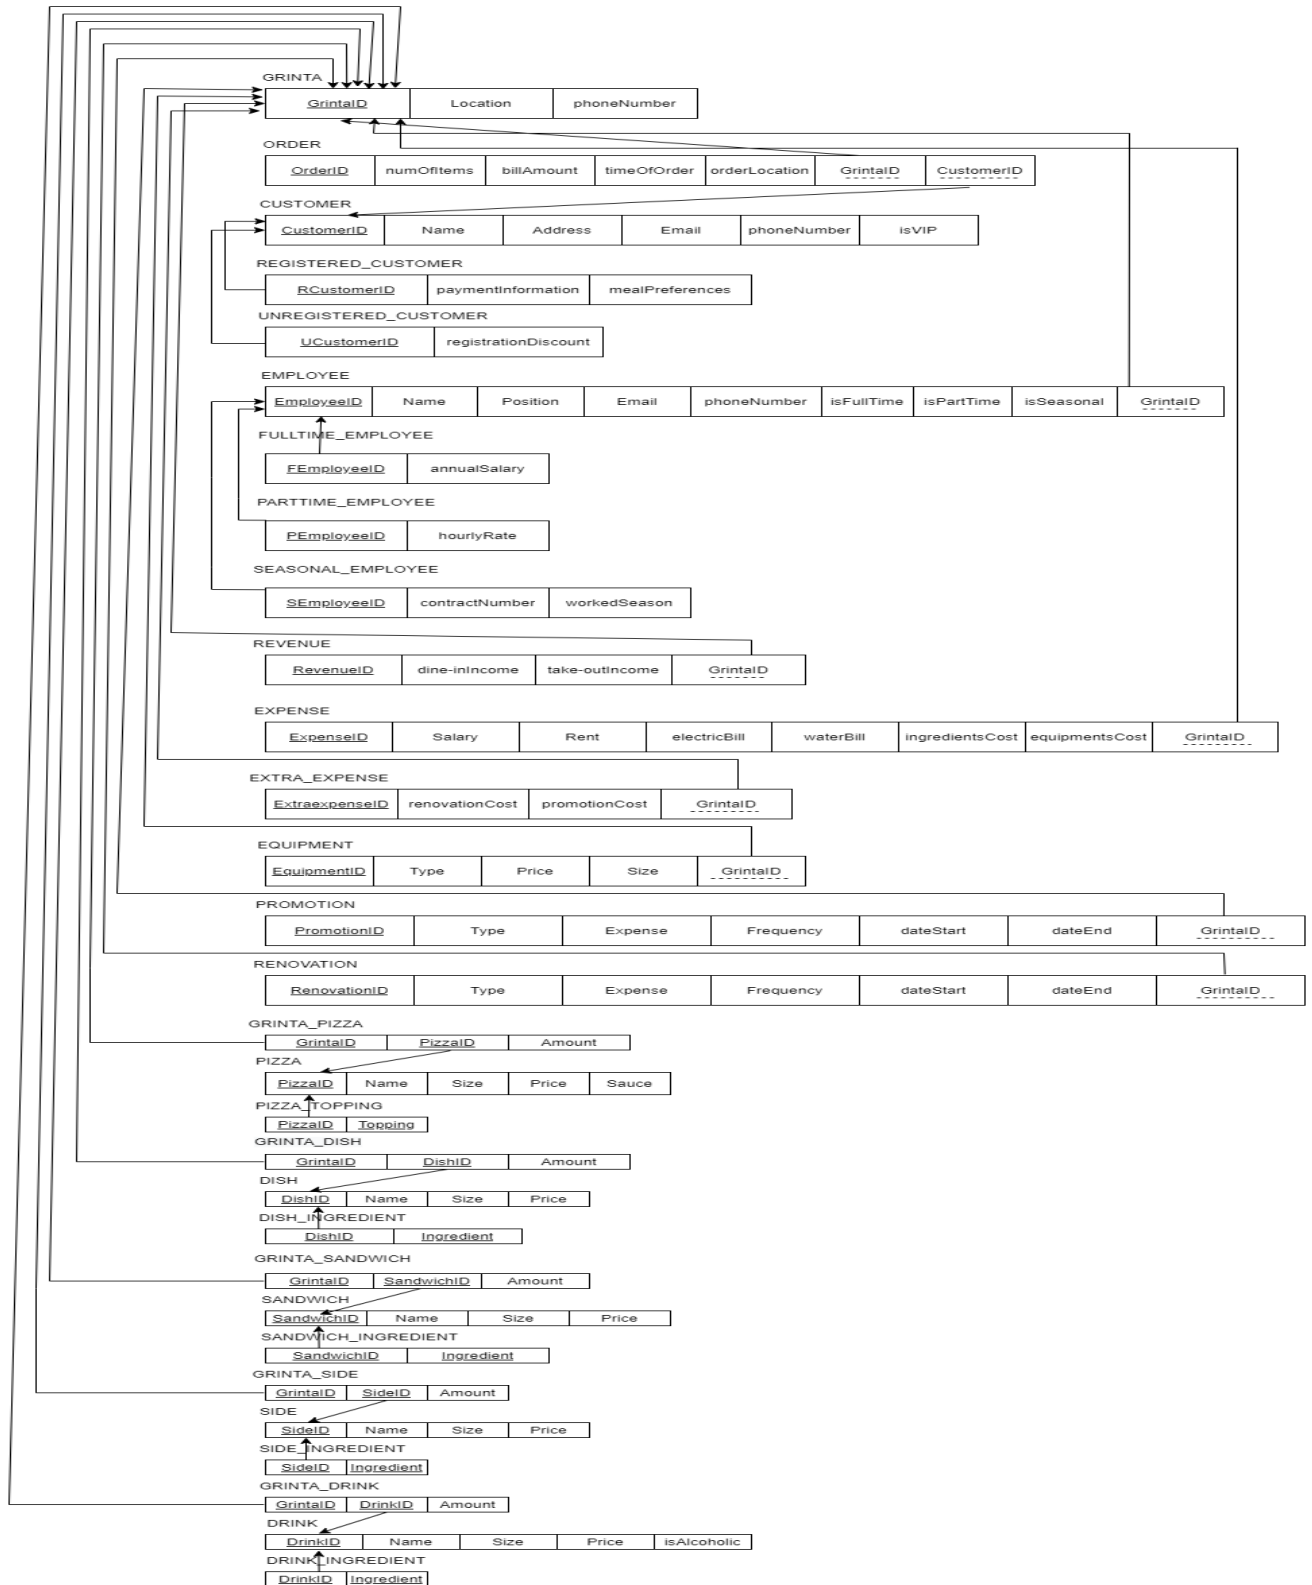 GRINTA
GrintaID Location phoneNumber
ORDER
OrderID numOfItems billAmount timeOfOrder orderLocation GrintaID CustomerID
CUSTOMER
CustomerID Name Address Email phoneNumber isVIP
REGISTERED_CUSTOMER
RCustomerID paymentInformation mealPreferences
UNREGISTERED_CUSTOMER
UCustomerID registrationDiscount
EMPLOYEE
EmployeeID Name Position Email phoneNumber isFullTime isPartTime isSeasonal GrintaID
FULLTIME_EMPLOYEE
FEmployeeID annualSalary
PARTTIME_EMPLOYEE
PEmployeeID hourlyRate
SEASONAL_EMPLOYEE
SEmployeeID contractNumber workedSeason
REVENUE
RevenueID dine-inIncome take-outIncome GrintaID
EXPENSE
ExpenseID Salary Rent electricBill waterBill ingredientsCost equipmentsCost GrintaID
EXTRA_EXPENSE
ExtraexpenseID renovationCost promotionCost GrintaID
EQUIPMENT
EquipmentID Type Price Size GrintaID
PROMOTION
PromotionID Type Expense Frequency dateStart dateEnd GrintaID
RENOVATION
RenovationID Type Expense Frequency dateStart dateEnd GrintaID
GRINTA_PIZZA
GrintaID PizzaID Amount
PIZZA
PizzaID Name Size Price Sauce
PIZZA_TOPPING
PizzaID Topping
GRINTA_DISH
GrintaID DishID Amount
DISH
DishID Name Size Price
DISH_INGREDIENT
DishID Ingredient
GRINTA_SANDWICH
GrintaID SandwichID Amount
SANDWICH
SandwichID Name Size Price
SANDWICH_INGREDIENT
SandwichID Ingredient
GRINTA_SIDE
GrintaID SideID Amount
SIDE
SideID Name Size Price
SIDE_INGREDIENT
SideID Ingredient
GRINTA_DRINK
GrintaID DrinkID Amount
DRINK
DrinkID Name Size Price isAlcoholic
DRINK_INGREDIENT
DrinkID Ingredient